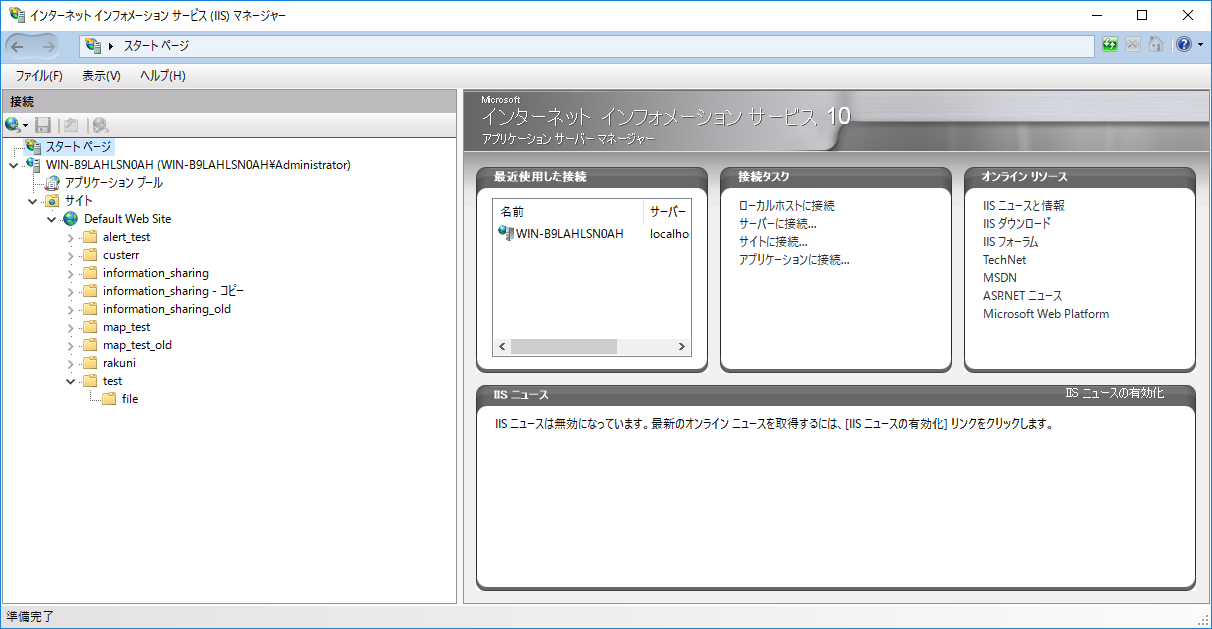 インターネット インフォメーション サービス (IIS) マネージャー
スタート ページ
ファイル(F) 表示(V) ヘルプ(H)
接続
スタート ページ
WIN-B9LAHLSN0AH (WIN-B9LAHLSN0AH¥Administrator)
アプリケーション プール
サイト
Default Web Site
alert_test
custerr
information_sharing
information_sharing - コピー
information_sharing_old
map_test
map_test_old
rakuni
test
file
Microsoft
インターネット インフォメーション サービス 10
アプリケーション サーバー マネージャー
最近使用した接続
名前 サーバー
WIN-B9LAHLSN0AH localho
接続タスク
ローカルホストに接続
サーバーに接続...
サイトに接続...
アプリケーションに接続...
オンライン リソース
IIS ニュースと情報
IIS ダウンロード
IIS フォーラム
TechNet
MSDN
ASP.NET ニュース
Microsoft Web Platform
IIS ニュース IIS ニュースの有効化
IIS ニュースは無効になっています。最新のオンライン ニュースを取得するには、[IIS ニュースの有効化] リンクをクリックします。
準備完了